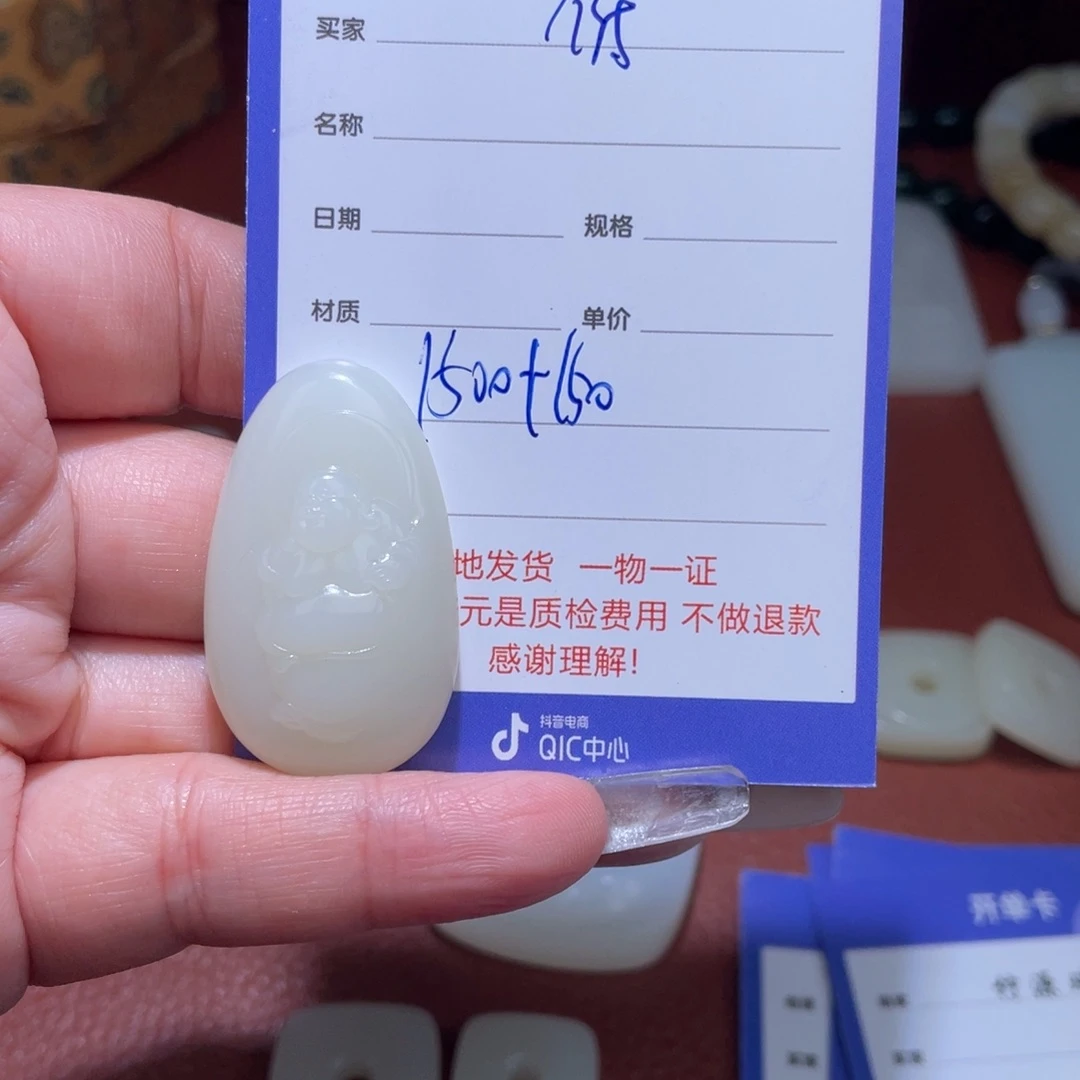 买家
名称
日期 规格
材质 单价
1500+150
地发货 一物一证
元是质检费用 不做退款
感谢理解!
抖音电商
QIC中心
开单卡